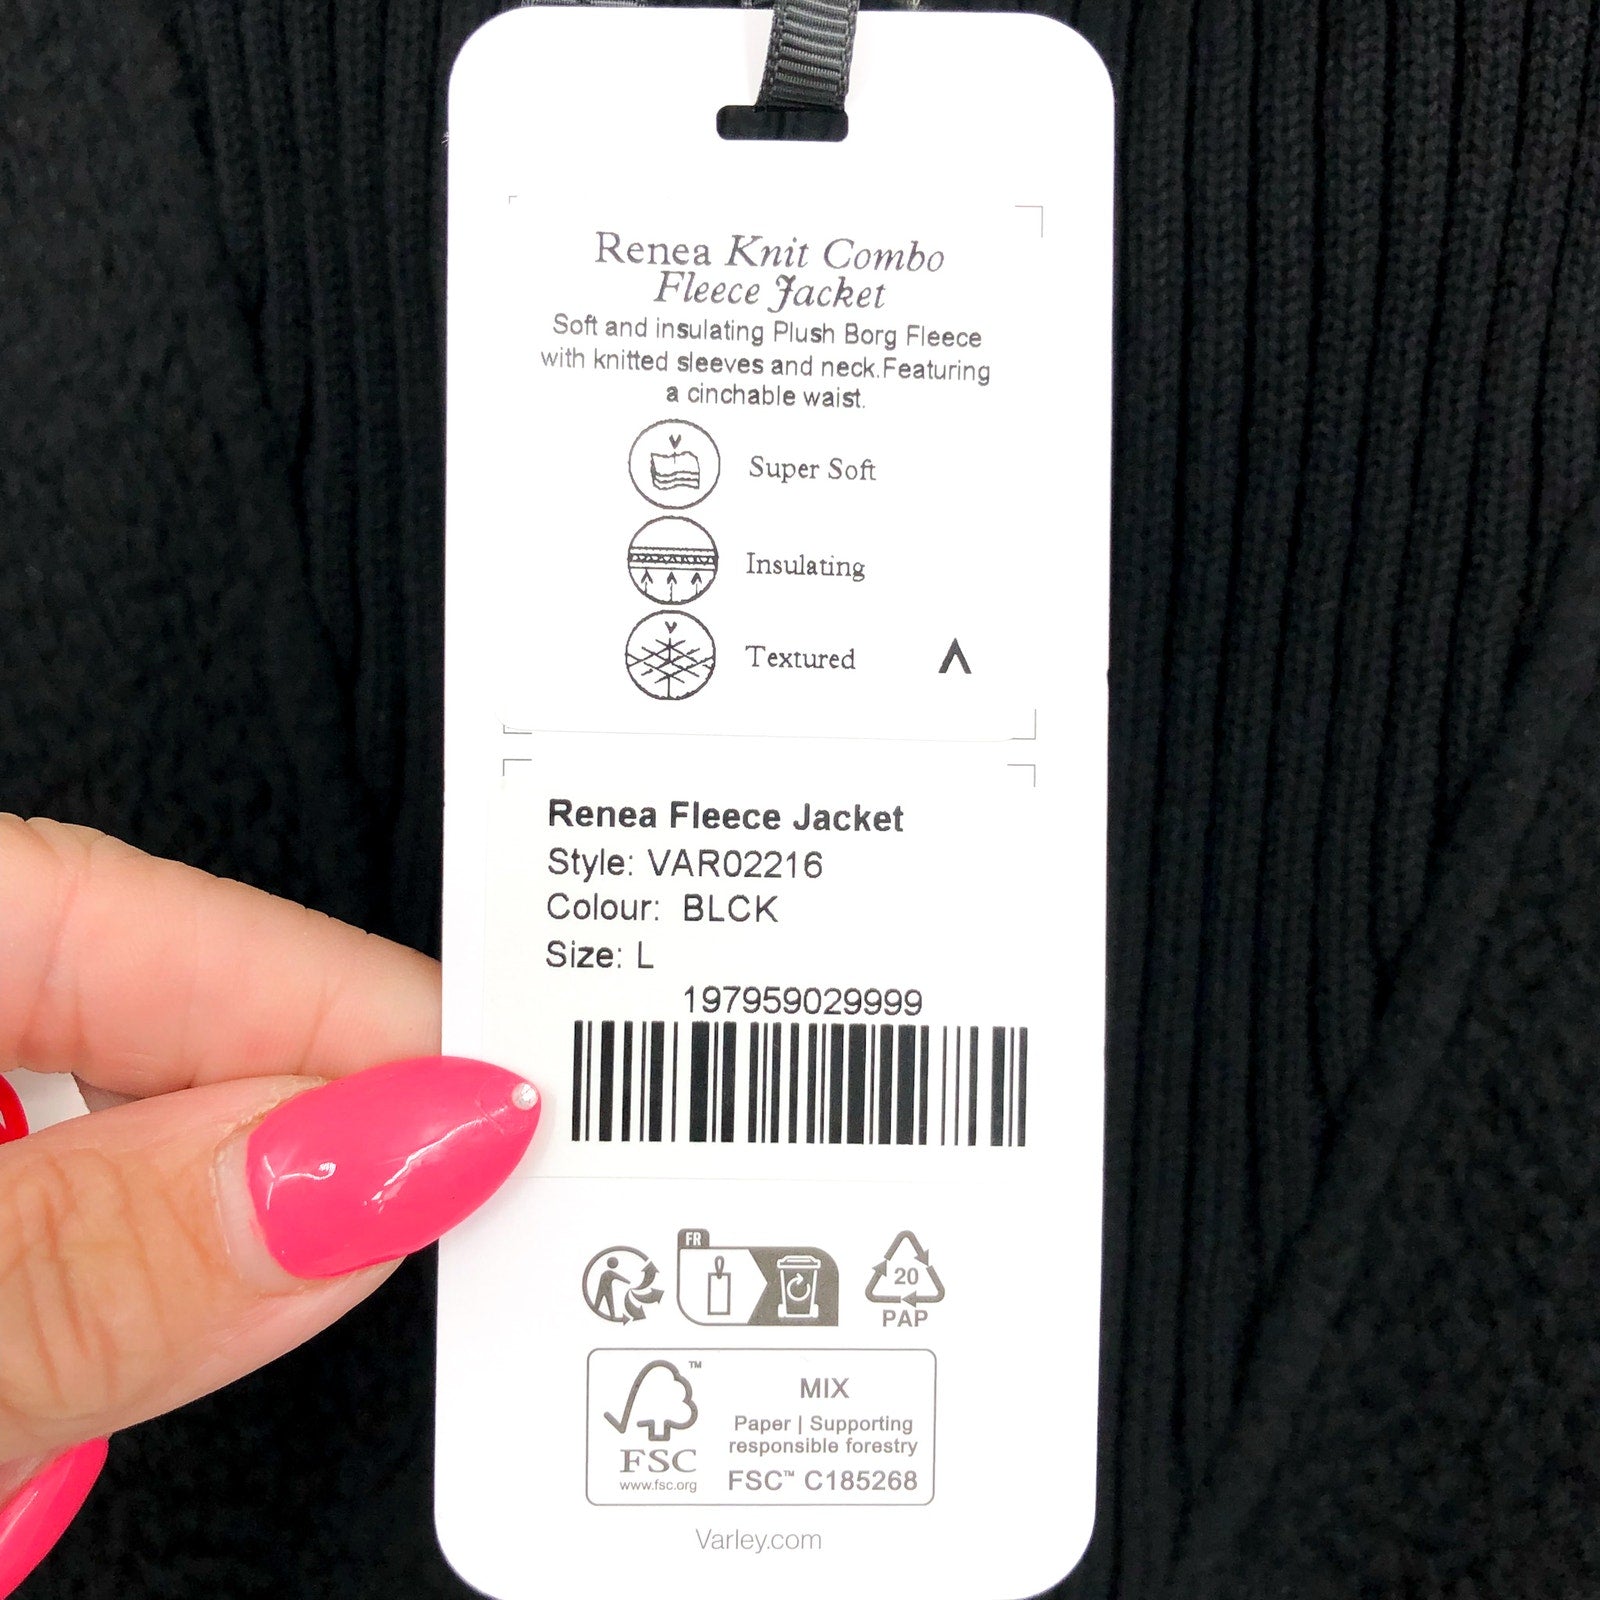 Renea Knit Combo
Fleece Jacket
Soft and insulating Plush Borg Fleece
with knitted sleeves and neck.Featuring
a cinchable waist.
Super Soft
Insulating
Textured
Renea Fleece Jacket
Style: VAR02216
Colour: BLCK
Size: L
197959029999
FR
20
PAP
FSC™
www.fsc.org
MIX
Paper | Supporting
responsible forestry
FSC™ C185268
Varley.com